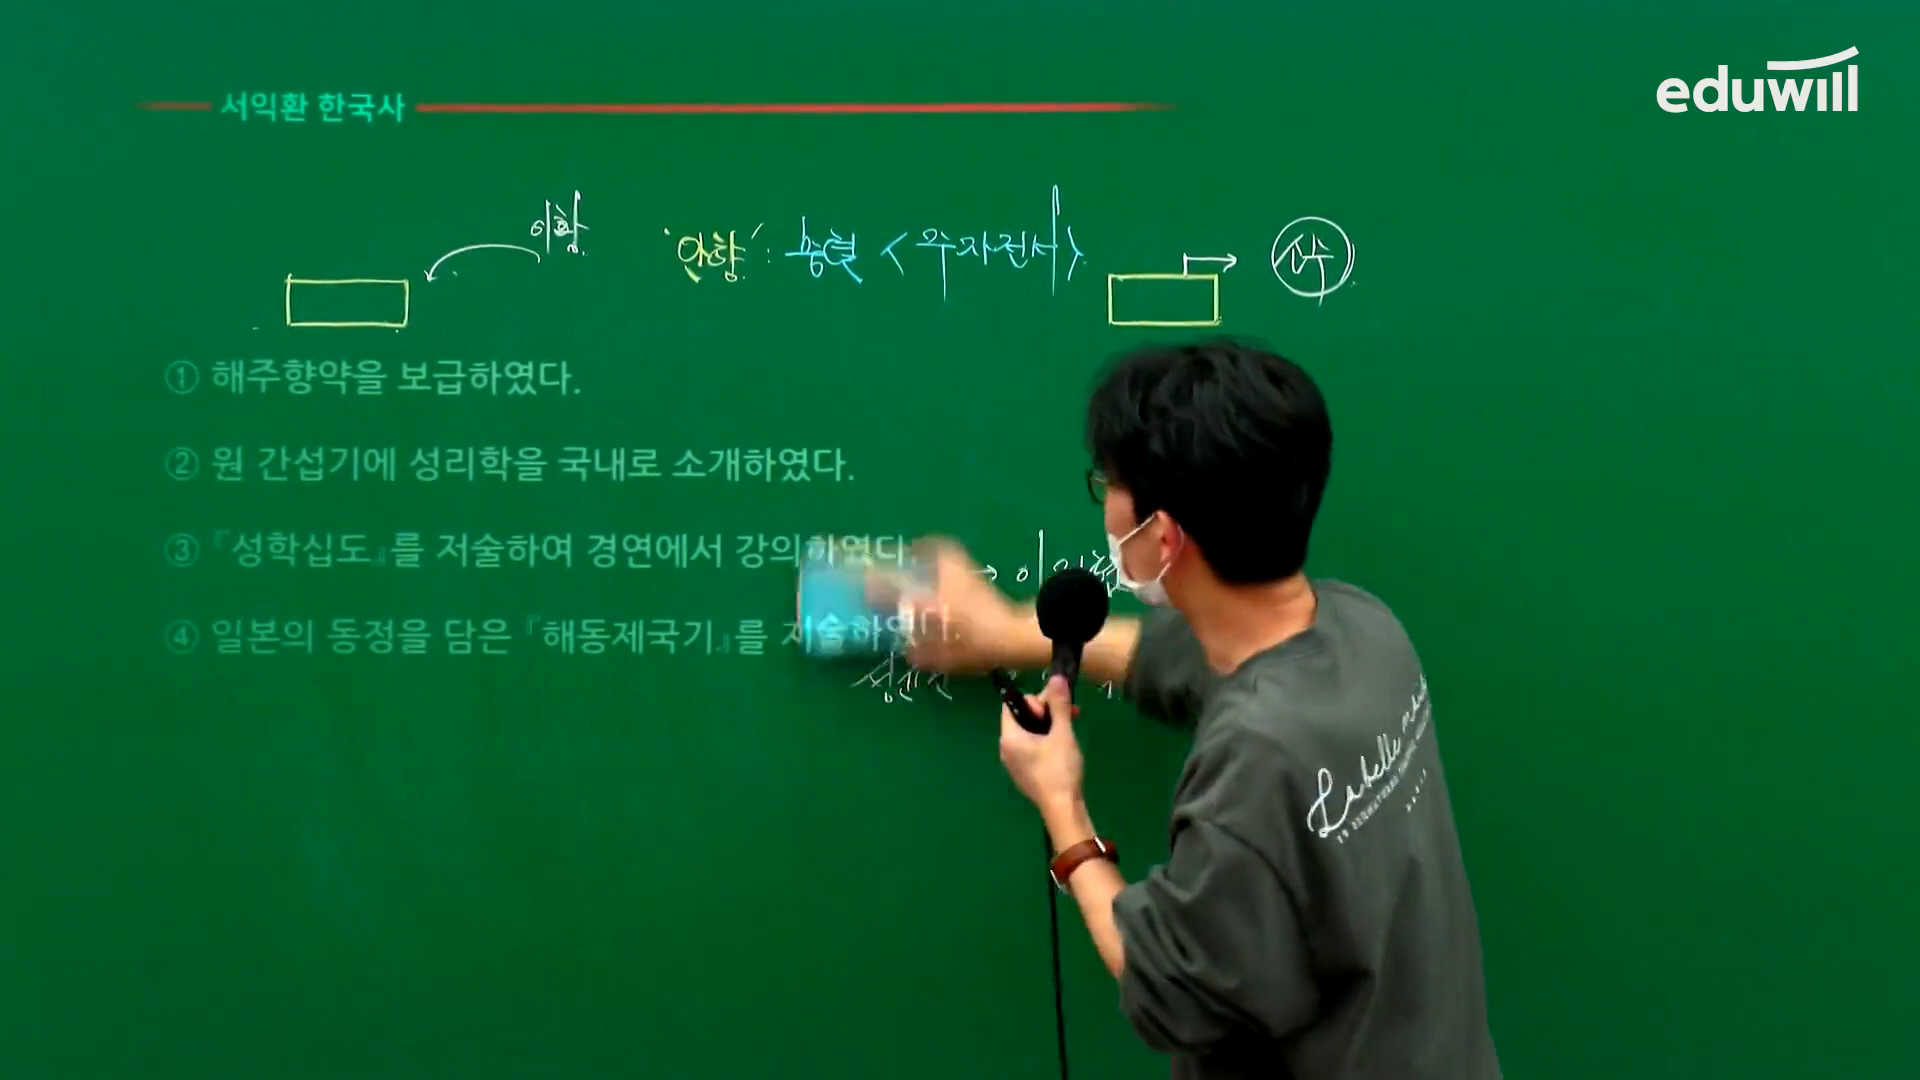 eduwill
서익환 한국사
안향 : 충렬 <주자전서>
① 해주향약을 보급하였다.
② 원 간섭기에 성리학을 국내로 소개하였다.
③ 『성학십도』를 저술하여 경연에서 강의하였다.
④ 일본의 동정을 담은 『해동제국기』를 저술하였다.
Labelle